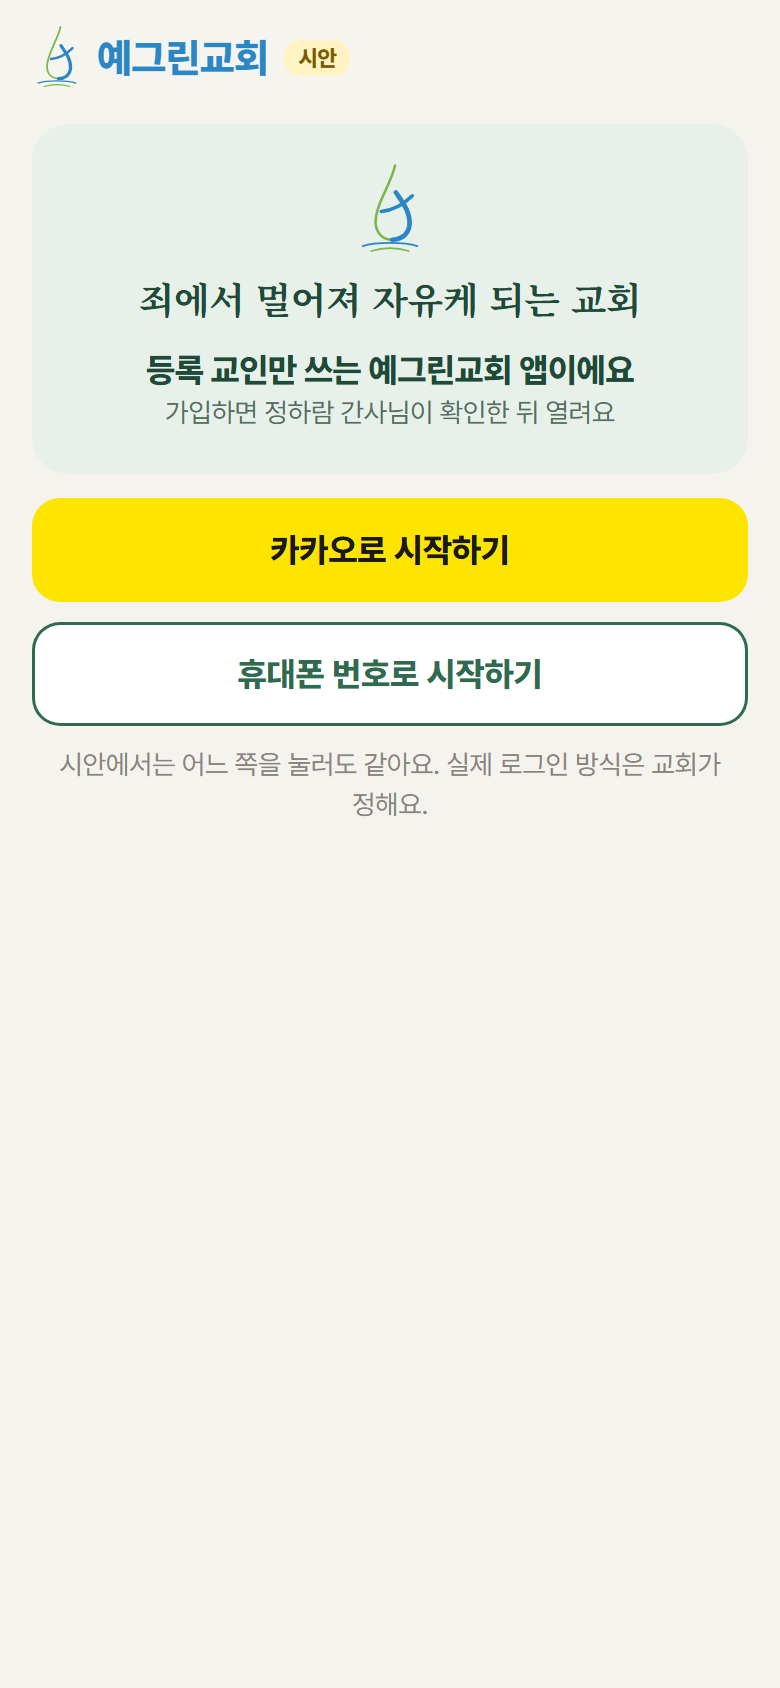 예그린교회 시안
죄에서 멀어져 자유케 되는 교회
등록 교인만 쓰는 예그린교회 앱이에요
가입하면 정하람 간사님이 확인한 뒤 열려요
카카오로 시작하기
휴대폰 번호로 시작하기
시안에서는 어느 쪽을 눌러도 같아요. 실제 로그인 방식은 교회가
정해요.